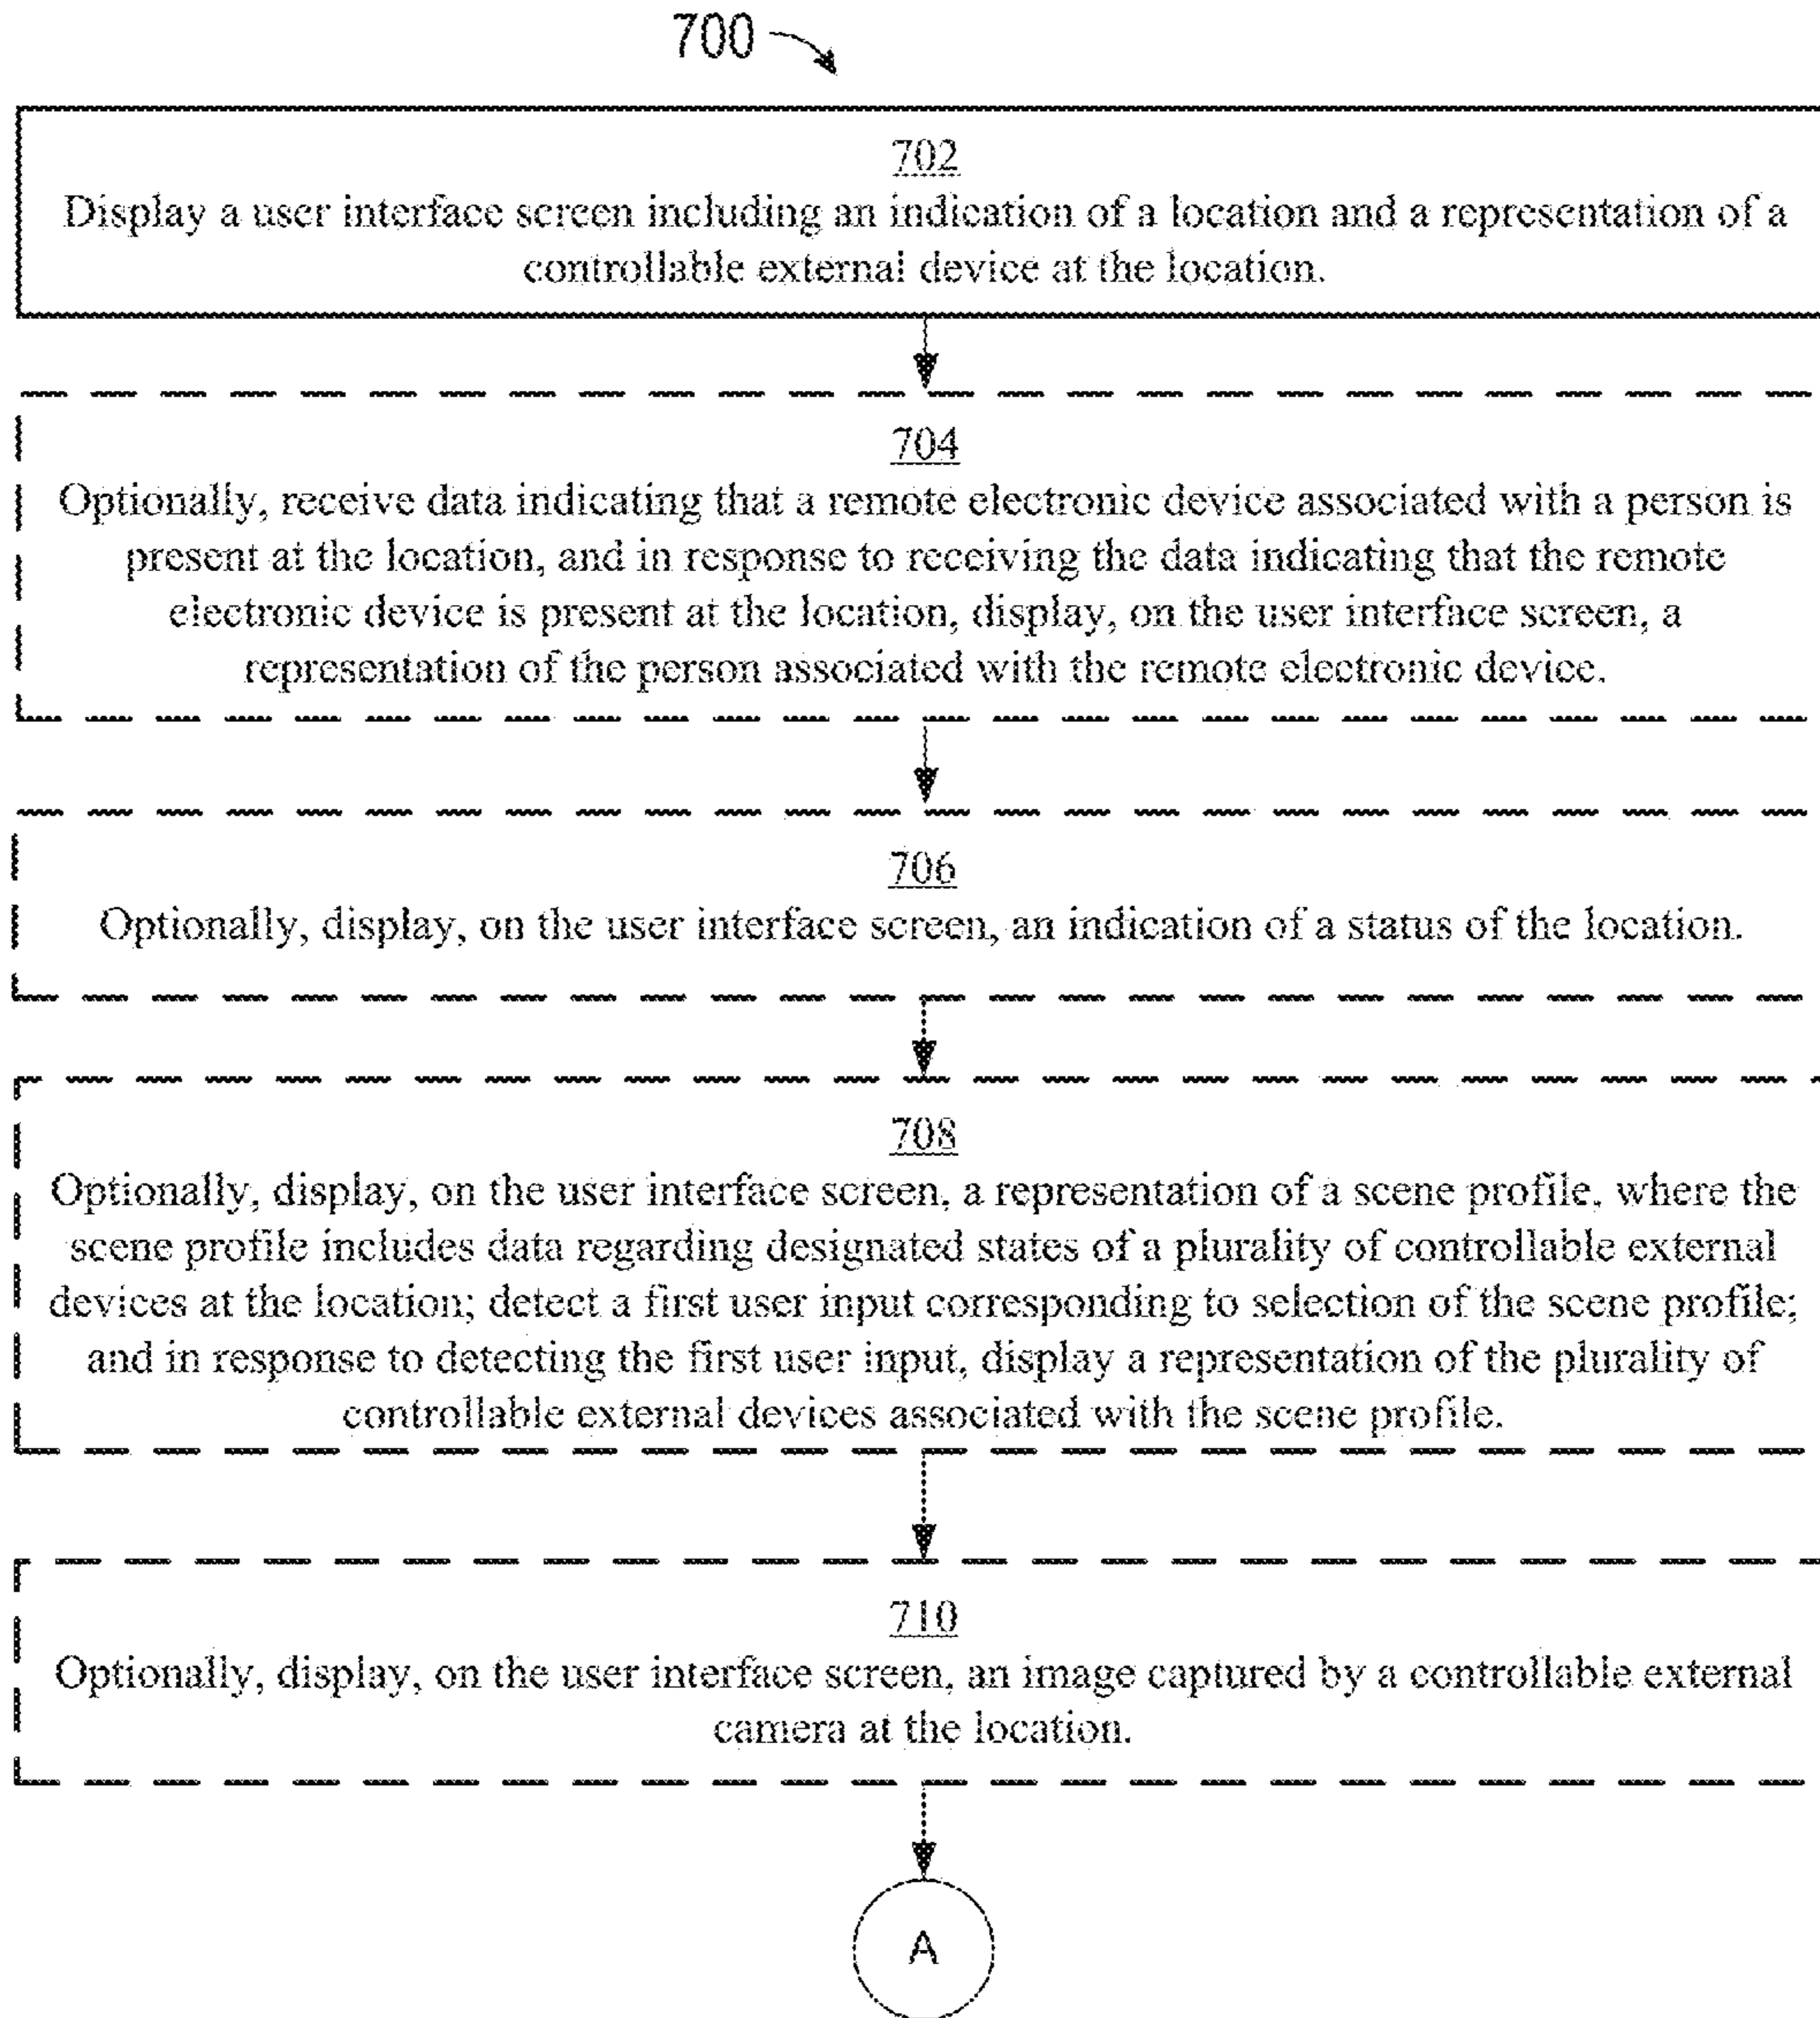 700
702
Display a user interface screen including an indication of a location and a representation of a
controllable external device at the location.
704
Optionally, receive data indicating that a remote electronic device associated with a person is
present at the location, and in response to receiving the data indicating that the remote
electronic device is present at the location, display, on the user interface screen, a
representation of the person associated with the remote electronic device.
706
Optionally, display, on the user interface screen, an indication of a status of the location.
708
Optionally, display, on the user interface screen, a representation of a scene profile, where the
scene profile includes data regarding designated states of a plurality of controllable external
devices at the location; detect a first user input corresponding to selection of the scene profile;
and in response to detecting the first user input, display a representation of the plurality of
controllable external devices associated with the scene profile.
710
Optionally, display, on the user interface screen, an image captured by a controllable external
camera at the location.
A